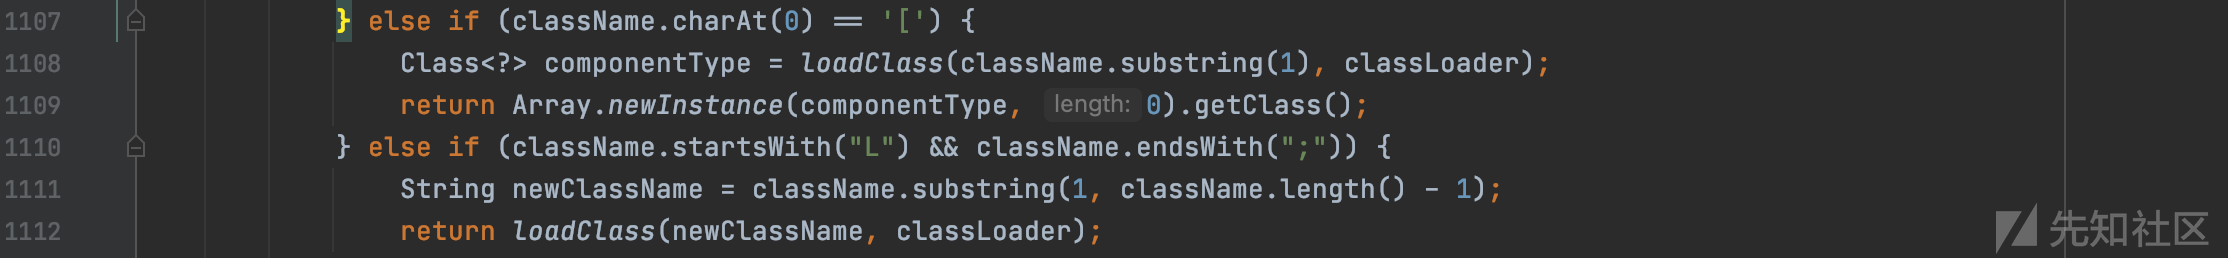 1107 } else if (className.charAt(0) == '[') {
1108 Class<?> componentType = loadClass(className.substring(1), classLoader);
1109 return Array.newInstance(componentType, length: 0).getClass();
1110 } else if (className.startsWith("L") && className.endsWith(";")) {
1111 String newClassName = className.substring(1, className.length() - 1);
1112 return loadClass(newClassName, classLoader);
先知社区